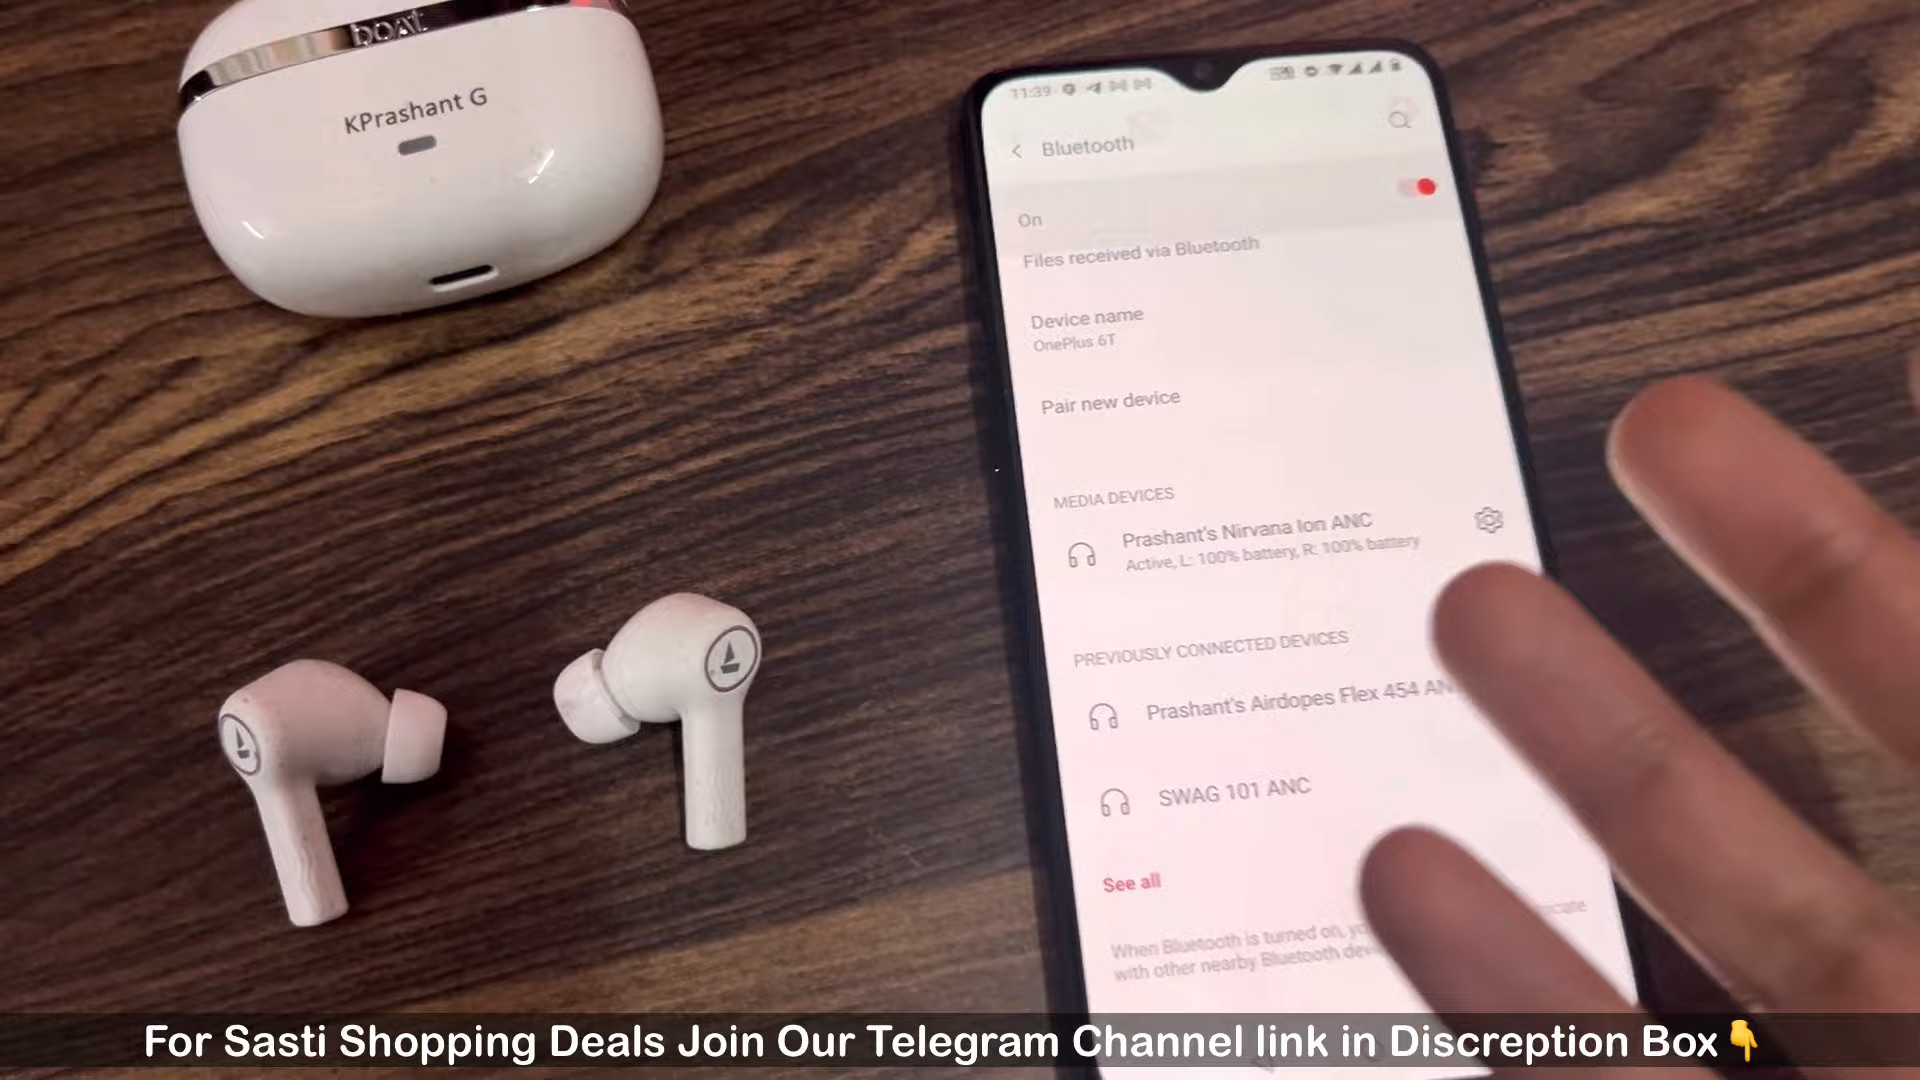 boAt
KPrashant G
11:39
Bluetooth
On
Files received via Bluetooth
Device name
OnePlus 6T
Pair new device
MEDIA DEVICES
Prashant's Nirvana Ion ANC
Active, L: 100% battery, R: 100% battery
PREVIOUSLY CONNECTED DEVICES
Prashant's Airdopes Flex 454
SWAG 101 ANC
See all
When Bluetooth is turned on,
with other nearby Bluetooth
For Sasti Shopping Deals Join Our Telegram Channel link in Discreption Box👇